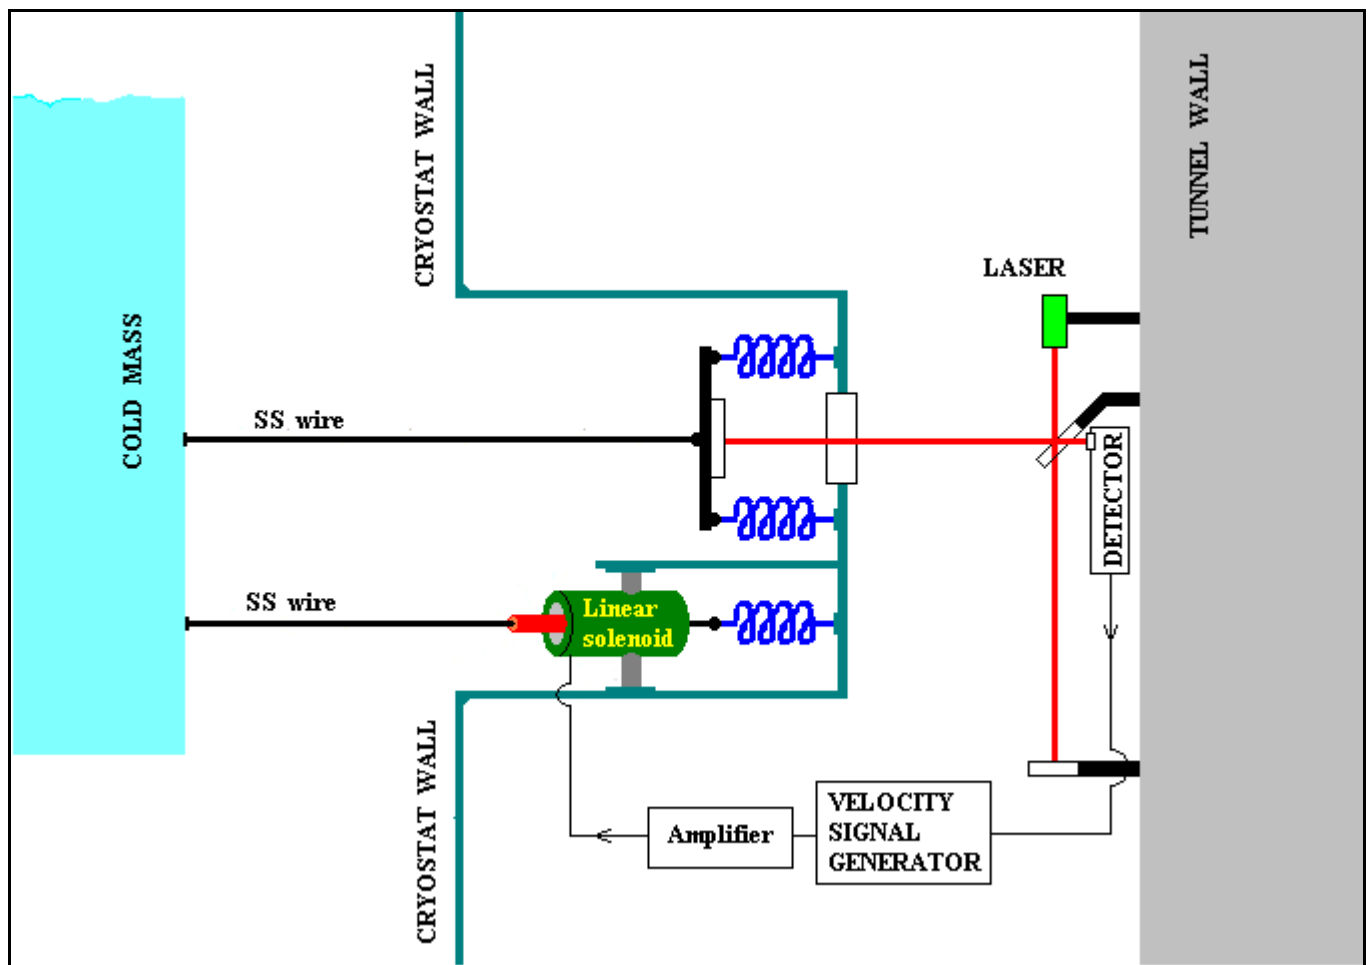 CRYOSTAT WALL
TUNNEL WALL
LASER
COLD MASS
SS wire
DETECTOR
SS wire
Linear
solenoid
CRYOSTAT WALL
VELOCITY
SIGNAL
GENERATOR
Amplifier